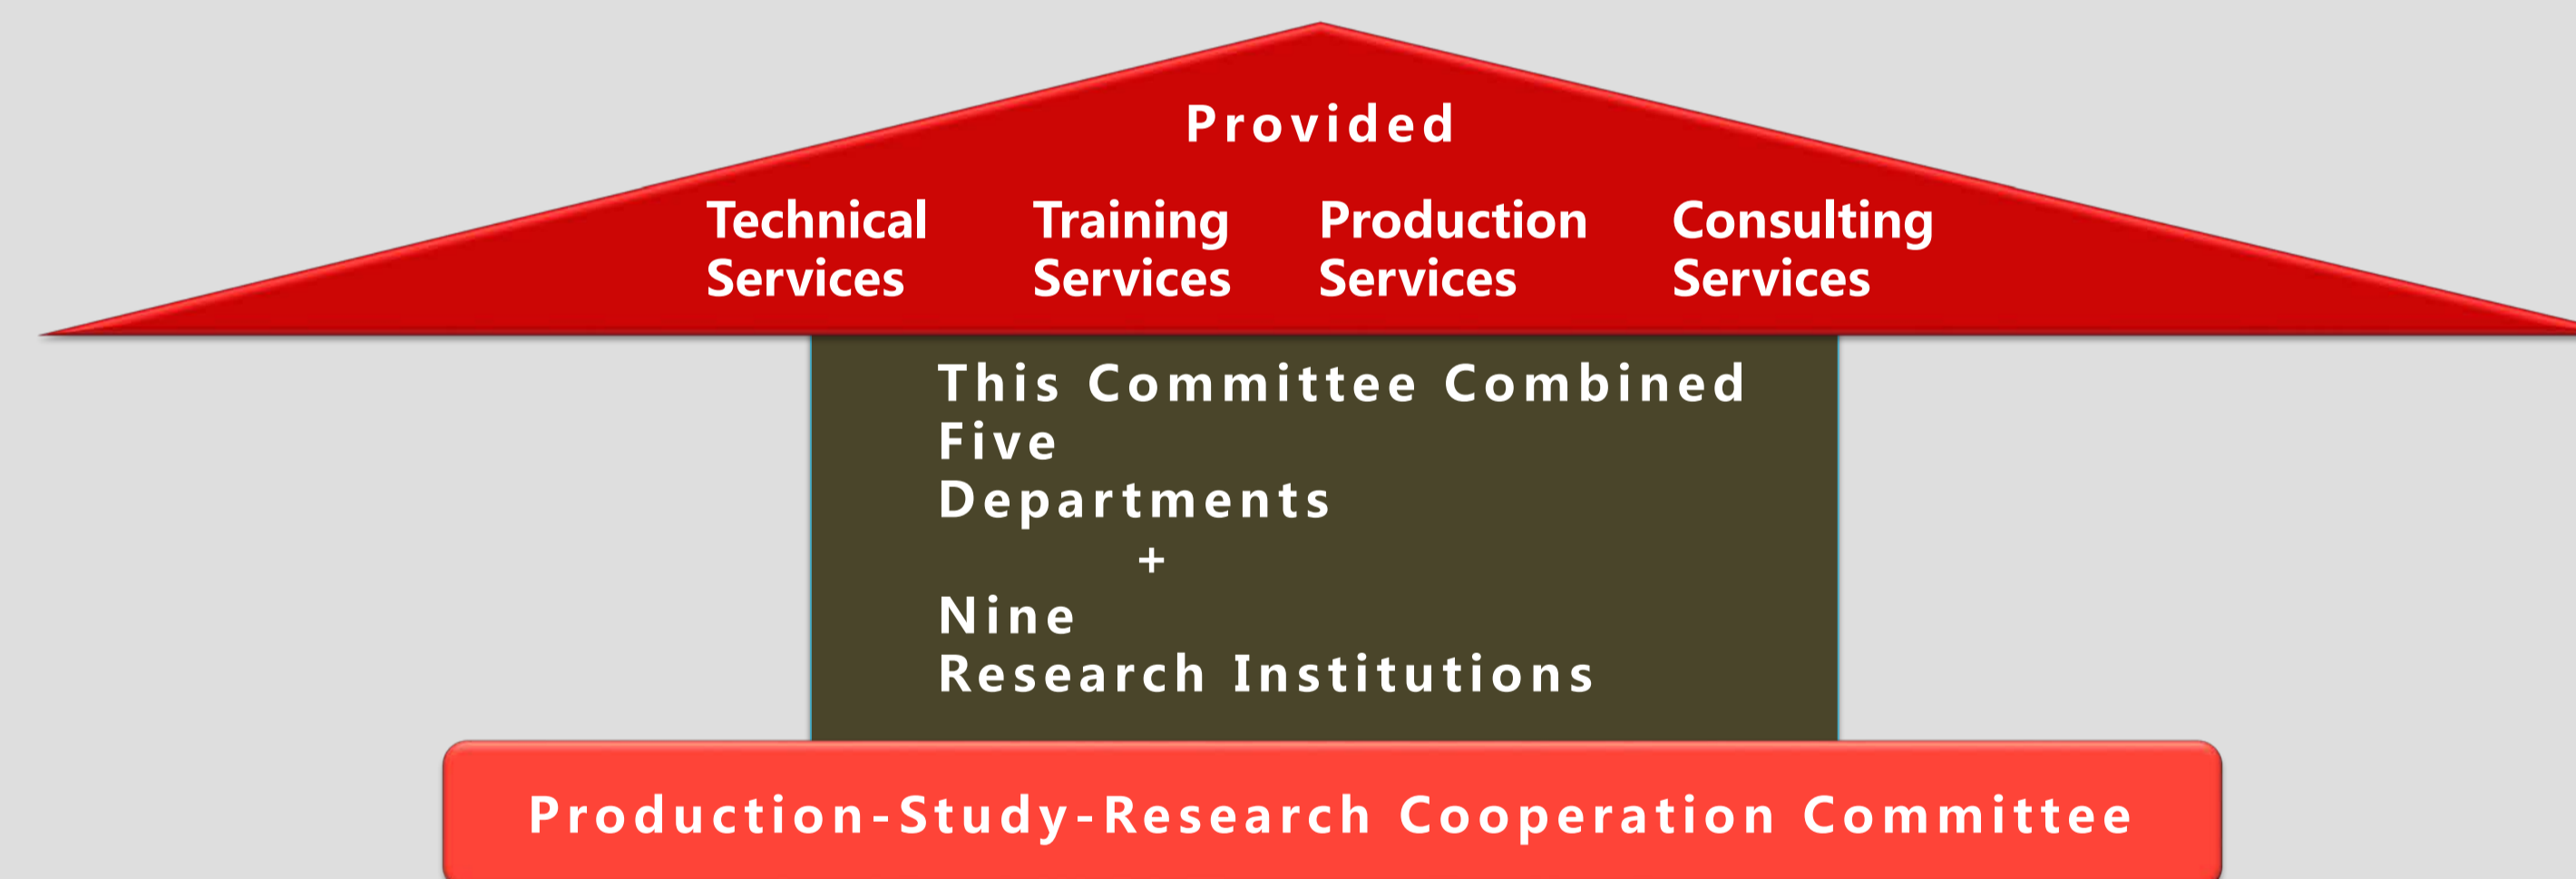 Provided
Technical Services
Training Services
Production Services
Consulting Services
This Committee Combined
Five
Departments
+
Nine
Research Institutions
Production-Study-Research Cooperation Committee